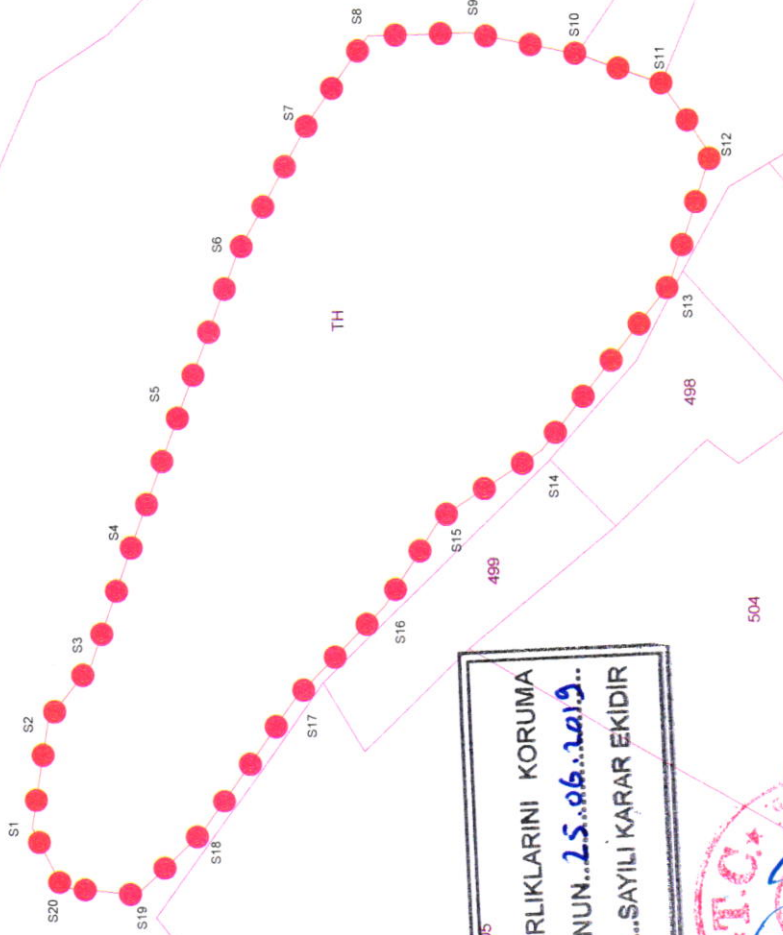 S8
S9
S10
S11
S12
S7
S6
TH
S5
S13
498
S4
S14
S3
S15
499
S2
S16
504
S1
S17
S18
S20
S19
RLIKLARINI KORUMA
NUN..25.06.2019..
...SAYILI KARAR EKİDİR
T.C.